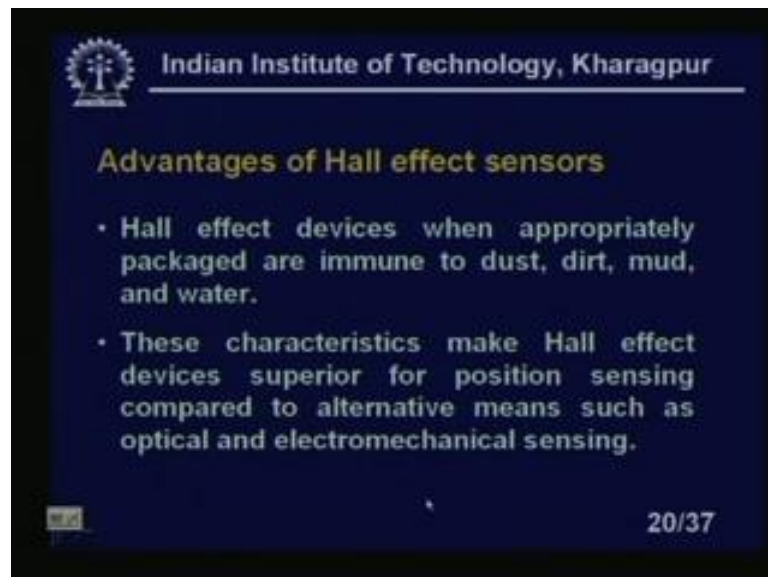 Indian Institute of Technology, Kharagpur
Advantages of Hall effect sensors
• Hall effect devices when appropriately
packaged are immune to dust, dirt, mud,
and water.
• These characteristics make Hall effect
devices superior for position sensing
compared to alternative means such as
optical and electromechanical sensing.
20/37